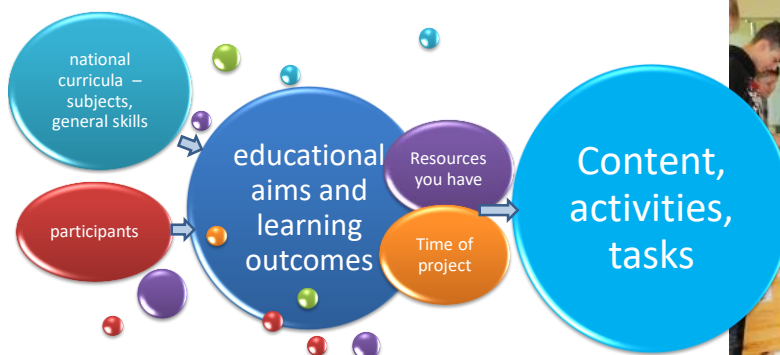 national
curricula –
subjects,
general skills
participants
educational
aims and
learning
outcomes
Resources
you have
Time of
project
Content,
activities,
tasks